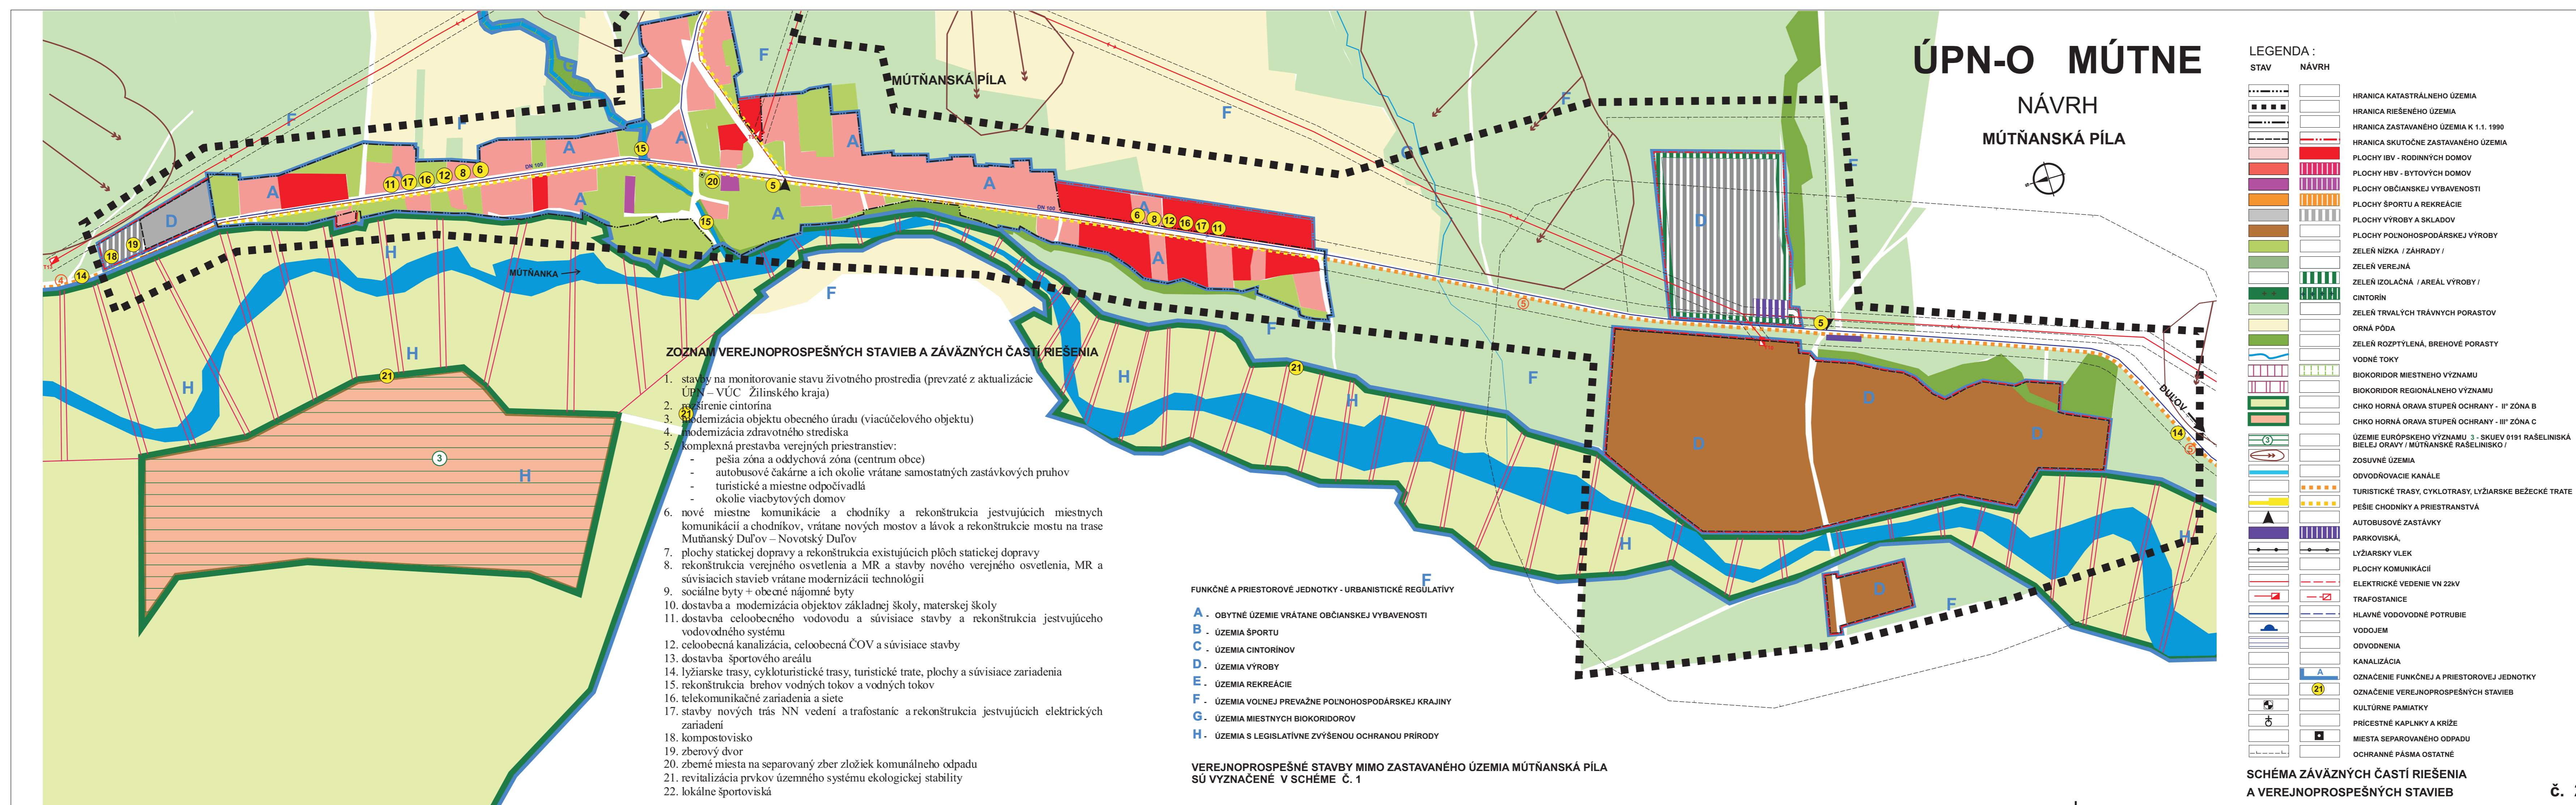 ÚPN-O MÚTNE
NÁVRH
MÚTŇANSKÁ PÍLA
MÚTŇANSKÁ PÍLA
MÚTŇANKA
DUĽOV
DN 100
DN 100
ZOZNAM VEREJNOPROSPEŠNÝCH STAVIEB A ZÁVÄZNÝCH ČASTÍ RIEŠENIA
1. stavby na monitorovanie stavu životného prostredia (prevzaté z aktualizácie
ÚPN – VÚC Žilinského kraja)
2. rozšírenie cintorína
3. modernizácia objektu obecného úradu (viacúčelového objektu)
4. modernizácia zdravotného strediska
5. komplexná prestavba verejných priestranstiev:
- pešia zóna a oddychová zóna (centrum obce)
- autobusové čakárne a ich okolie vrátane samostatných zastávkových pruhov
- turistické a miestne odpočívadlá
- okolie viacbytových domov
6. nové miestne komunikácie a chodníky a rekonštrukcia jestvujúcich miestnych
komunikácií a chodníkov, vrátane nových mostov a lávok a rekonštrukcie mostu na trase
Mutňanský Duľov – Novotský Duľov
7. plochy statickej dopravy a rekonštrukcia existujúcich plôch statickej dopravy
8. rekonštrukcia verejného osvetlenia a MR a stavby nového verejného osvetlenia, MR a
súvisiacich stavieb vrátane modernizácií technológií
9. sociálne byty + obecné nájomné byty
10. dostavba a modernizácia objektov základnej školy, materskej školy
11. dostavba celoobecného vodovodu a súvisiace stavby a rekonštrukcia jestvujúceho
vodovodného systému
12. celoobecná kanalizácia, celoobecná ČOV a súvisiace stavby
13. dostavba športového areálu
14. lyžiarske trasy, cykloturistické trasy, turistické trate, plochy a súvisiace zariadenia
15. rekonštrukcia brehov vodných tokov a vodných tokov
16. telekomunikačné zariadenia a siete
17. stavby nových trás NN vedení a trafostaníc a rekonštrukcia jestvujúcich elektrických
zariadení
18. kompostovisko
19. zberový dvor
20. zberné miesta na separovaný zber zložiek komunálneho odpadu
21. revitalizácia prvkov územného systému ekologickej stability
22. lokálne športoviská
FUNKČNÉ A PRIESTOROVÉ JEDNOTKY - URBANISTICKÉ REGULATÍVY
A - OBYTNÉ ÚZEMIE VRÁTANE OBČIANSKEJ VYBAVENOSTI
B - ÚZEMIA ŠPORTU
C - ÚZEMIA CINTORÍNOV
D - ÚZEMIA VÝROBY
E - ÚZEMIA REKREÁCIE
F - ÚZEMIA VOĽNEJ PREVAŽNE POĽNOHOSPODÁRSKEJ KRAJINY
G - ÚZEMIA MIESTNYCH BIOKORIDOROV
H - ÚZEMIA S LEGISLATÍVNE ZVÝŠENOU OCHRANOU PRÍRODY
VEREJNOPROSPEŠNÉ STAVBY MIMO ZASTAVANÉHO ÚZEMIA MÚTŇANSKÁ PÍLA
SÚ VYZNAČENÉ V SCHÉME Č. 1
LEGENDA :
STAV NÁVRH
HRANICA KATASTRÁLNEHO ÚZEMIA
HRANICA RIEŠENÉHO ÚZEMIA
HRANICA ZASTAVANÉHO ÚZEMIA K 1.1. 1990
HRANICA SKUTOČNE ZASTAVANÉHO ÚZEMIA
PLOCHY IBV - RODINNÝCH DOMOV
PLOCHY HBV - BYTOVÝCH DOMOV
PLOCHY OBČIANSKEJ VYBAVENOSTI
PLOCHY ŠPORTU A REKREÁCIE
PLOCHY VÝROBY A SKLADOV
PLOCHY POĽNOHOSPODÁRSKEJ VÝROBY
ZELEŇ NÍZKA / ZÁHRADY /
ZELEŇ VEREJNÁ
ZELEŇ IZOLAČNÁ / AREÁL VÝROBY /
CINTORÍN
ZELEŇ TRVALÝCH TRÁVNYCH PORASTOV
ORNÁ PÔDA
ZELEŇ ROZPTÝLENÁ, BREHOVÉ PORASTY
VODNÉ TOKY
BIOKORIDOR MIESTNEHO VÝZNAMU
BIOKORIDOR REGIONÁLNEHO VÝZNAMU
CHKO HORNÁ ORAVA STUPEŇ OCHRANY - II° ZÓNA B
CHKO HORNÁ ORAVA STUPEŇ OCHRANY - III° ZÓNA C
3 ÚZEMIE EURÓPSKEHO VÝZNAMU 3 - SKUEV 0191 RAŠELINISKÁ
BIELEJ ORAVY / MÚTŇANSKÉ RAŠELINISKO /
ZOSUVNÉ ÚZEMIA
ODVODŇOVACIE KANÁLE
TURISTICKÉ TRASY, CYKLOTRASY, LYŽIARSKE BEŽECKÉ TRATE
PEŠIE CHODNÍKY A PRIESTRANSTVÁ
AUTOBUSOVÉ ZASTÁVKY
PARKOVISKÁ,
LYŽIARSKY VLEK
PLOCHY KOMUNIKÁCIÍ
ELEKTRICKÉ VEDENIE VN 22kV
TRAFOSTANICE
HLAVNÉ VODOVODNÉ POTRUBIE
VODOJEM
ODVODNENIA
KANALIZÁCIA
A OZNAČENIE FUNKČNEJ A PRIESTOROVEJ JEDNOTKY
21 OZNAČENIE VEREJNOPROSPEŠNÝCH STAVIEB
KULTÚRNE PAMIATKY
PRÍCESTNÉ KAPLNKY A KRÍŽE
MIESTA SEPAROVANÉHO ODPADU
OCHRANNÉ PÁSMA OSTATNÉ
SCHÉMA ZÁVÄZNÝCH ČASTÍ RIEŠENIA
A VEREJNOPROSPEŠNÝCH STAVIEB
č.